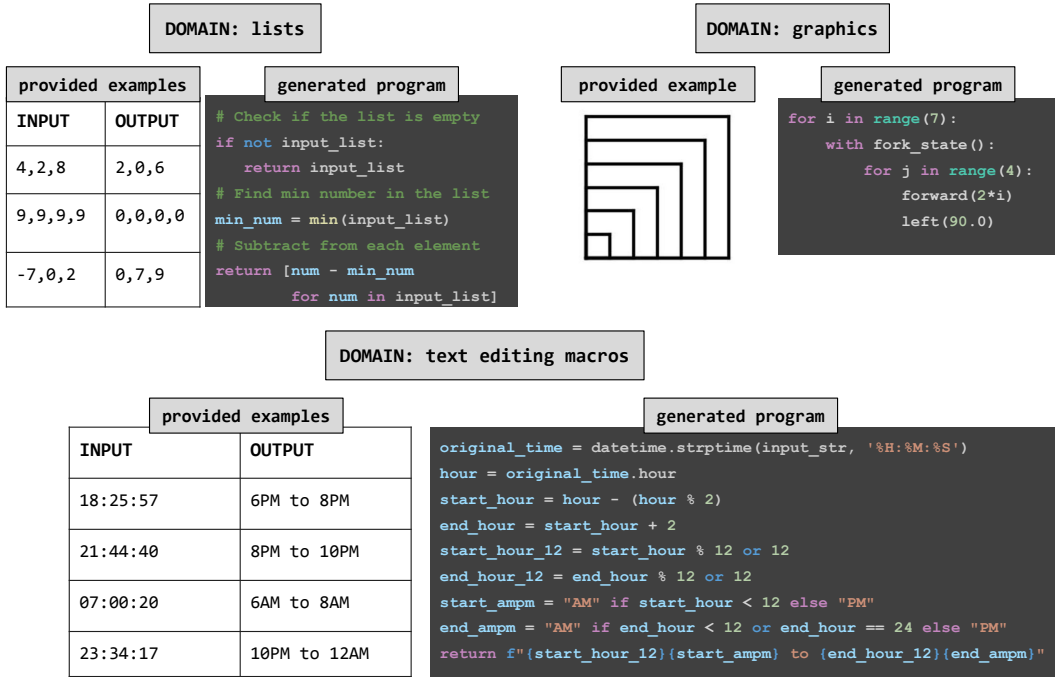 DOMAIN: lists
provided examples
INPUT OUTPUT
4,2,8 2,0,6
9,9,9,9 0,0,0,0
-7,0,2 0,7,9
generated program
# Check if the list is empty
if not input_list:
    return input_list
# Find min number in the list
min_num = min(input_list)
# Subtract from each element
return [num - min_num
        for num in input_list]
DOMAIN: graphics
provided example
generated program
for i in range(7):
    with fork_state():
        for j in range(4):
            forward(2*i)
            left(90.0)
DOMAIN: text editing macros
provided examples
INPUT OUTPUT
18:25:57 6PM to 8PM
21:44:40 8PM to 10PM
07:00:20 6AM to 8AM
23:34:17 10PM to 12AM
generated program
original_time = datetime.strptime(input_str, '%H:%M:%S')
hour = original_time.hour
start_hour = hour - (hour % 2)
end_hour = start_hour + 2
start_hour_12 = start_hour % 12 or 12
end_hour_12 = end_hour % 12 or 12
start_ampm = "AM" if start_hour < 12 else "PM"
end_ampm = "AM" if end_hour < 12 or end_hour == 24 else "PM"
return f"{start_hour_12}{start_ampm} to {end_hour_12}{end_ampm}"